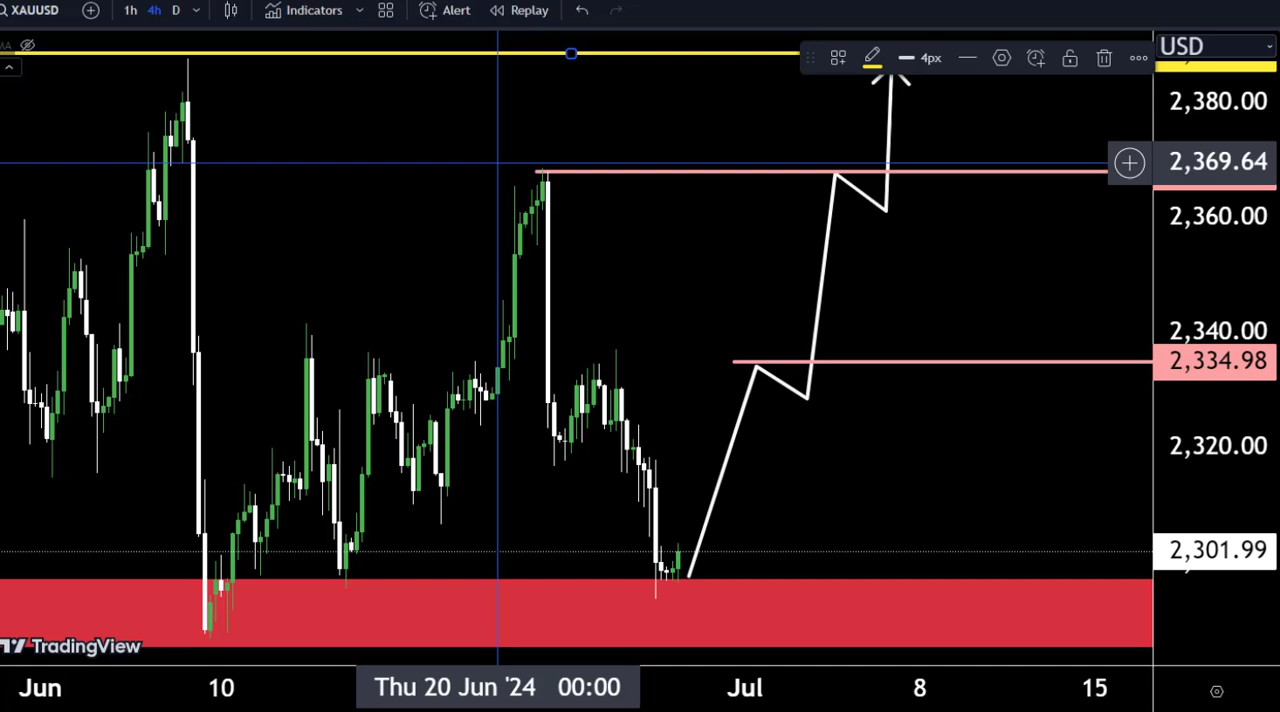 XAUUSD 1h 4h D Indicators Alert Replay
MA
4px
USD
2,380.00
2,369.64
2,360.00
2,340.00
2,334.98
2,320.00
2,301.99
TradingView
Jun 10 Thu 20 Jun '24 00:00 Jul 8 15